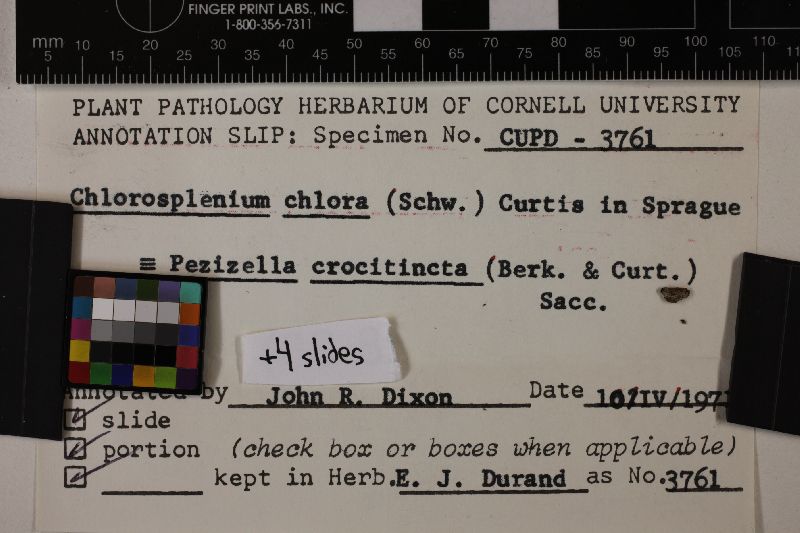 FINGER PRINT LABS., INC.
1-800-356-7311
mm 10 20 30 40 50 60 70 80 90 100 110
5 15 25 35 45 55 65 75 85 95 105 115
PLANT PATHOLOGY HERBARIUM OF CORNELL UNIVERSITY
ANNOTATION SLIP: Specimen No. CUPD - 3761
Chlorosplenium chlora (Schw.) Curtis in Sprague
≡ Pezizella crocitincta (Berk. & Curt.)
Sacc.
+4 slides
Annotated by John R. Dixon Date
slide
portion (check box or boxes when applicable)
kept in Herb. E. J. Durand as No. 3761